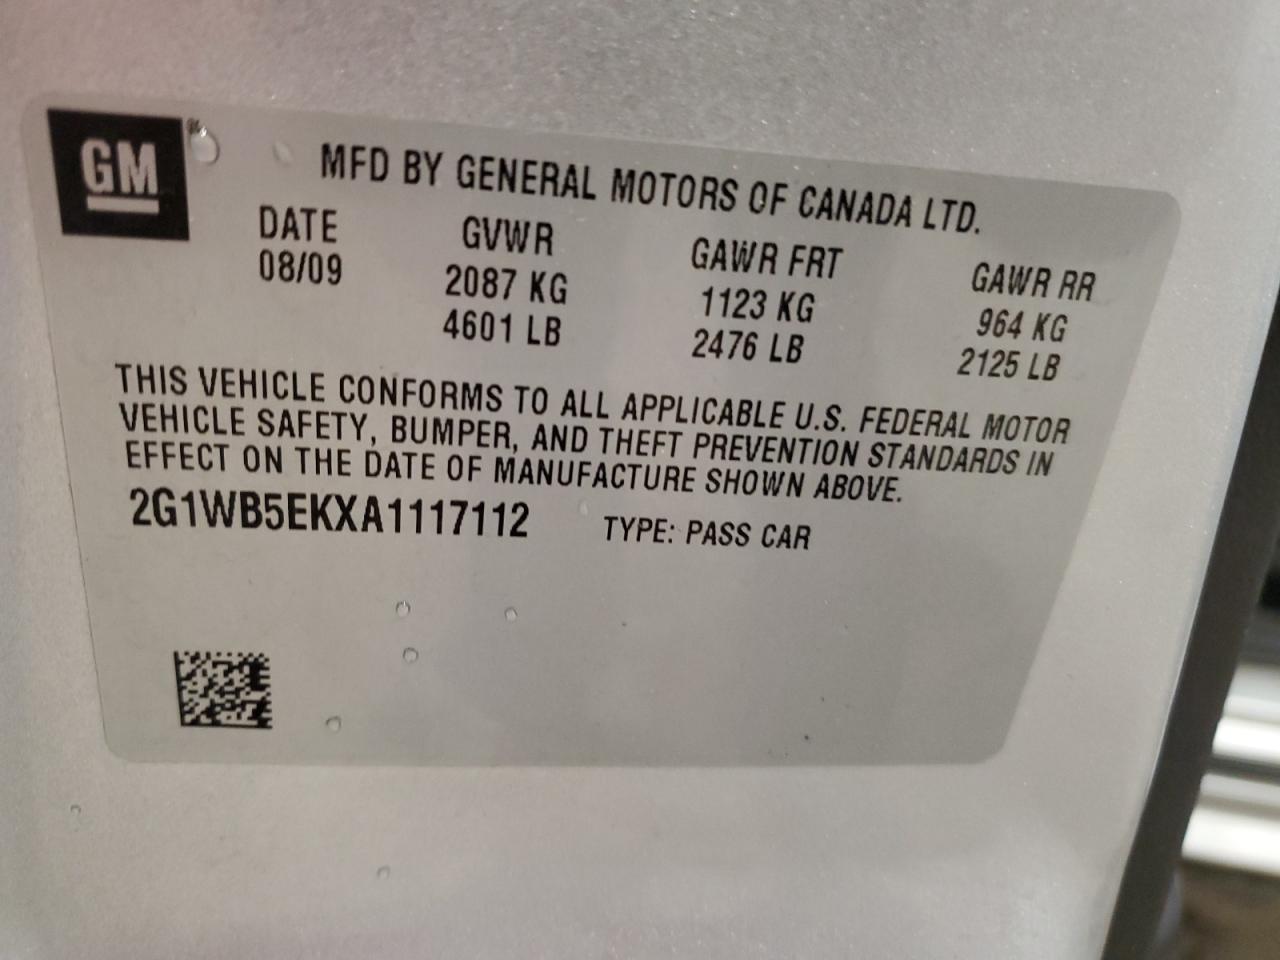 GM
MFD BY GENERAL MOTORS OF CANADA LTD.
DATE GVWR GAWR FRT GAWR RR
08/09 2087 KG 1123 KG 964 KG
4601 LB 2476 LB 2125 LB
THIS VEHICLE CONFORMS TO ALL APPLICABLE U.S. FEDERAL MOTOR
VEHICLE SAFETY, BUMPER, AND THEFT PREVENTION STANDARDS IN
EFFECT ON THE DATE OF MANUFACTURE SHOWN ABOVE.
2G1WB5EKXA1117112 TYPE: PASS CAR